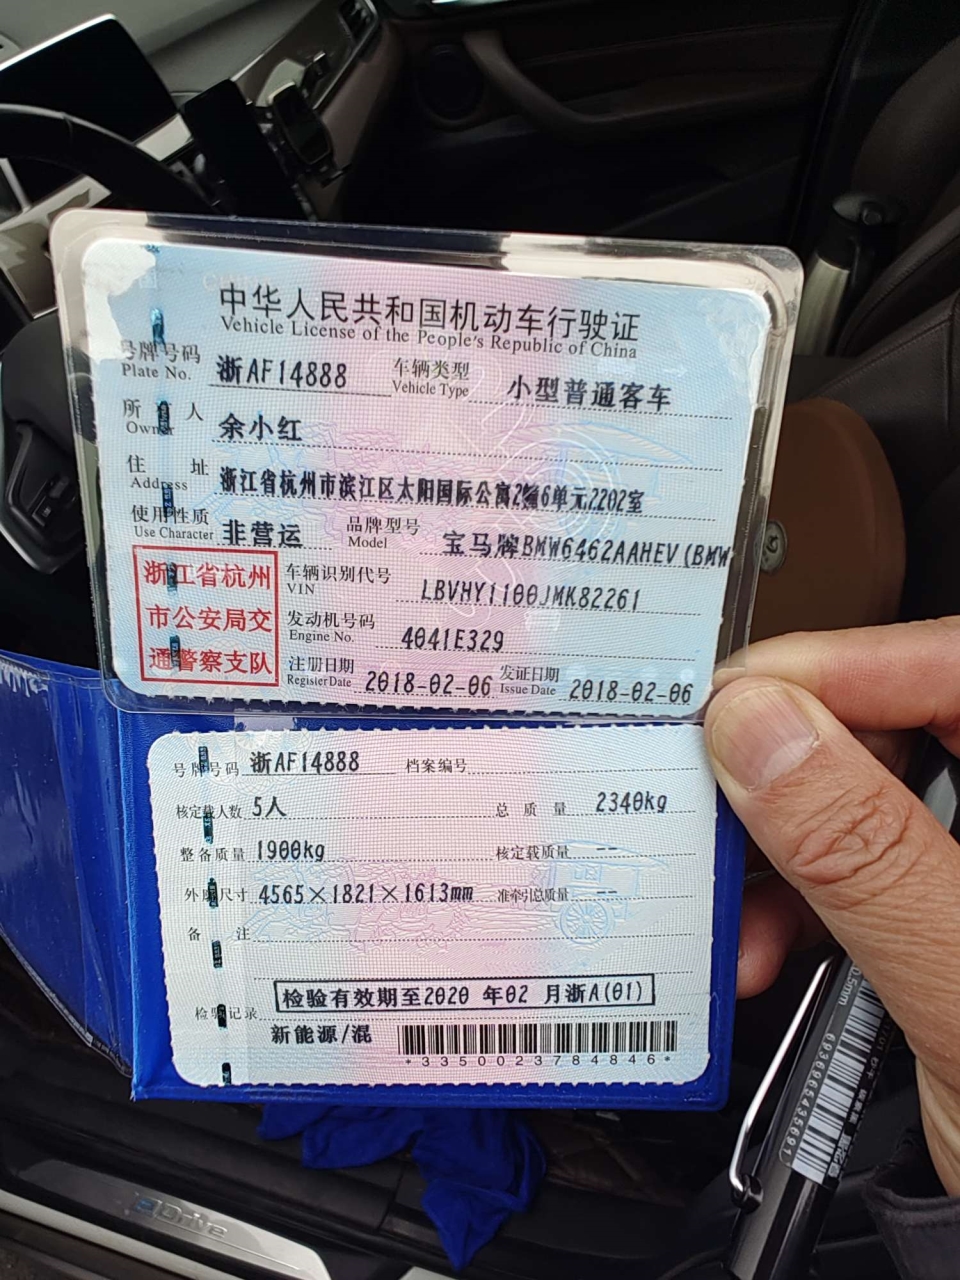 中华人民共和国机动车行驶证
Vehicle License of the People's Republic of China
号牌号码 浙AF14888 车辆类型 小型普通客车
Plate No. Vehicle Type
所有人 余小红
Owner
住址 浙江省杭州市滨江区太阳国际公寓2幢6单元2202室
Address
使用性质 非营运 品牌型号 宝马牌BMW6462AAHEV(BMW
Use Character Model
浙江省杭州
市公安局交
通警察支队
车辆识别代号 LBVHY1100JMK82261
VIN
发动机号码 4041E329
Engine No.
注册日期 2018-02-06 发证日期 2018-02-06
Register Date Issue Date
号牌号码 浙AF14888 档案编号
核定载人数 5人 总质量 2340kg
整备质量 1900kg 核定载质量 --
外廓尺寸 4565×1821×1613mm 准牵引总质量 --
备注
检验有效期至2020 年02 月浙A(01)
检验记录
新能源/混
*3350023784846*
0.5mm
6936965435691
eDrive